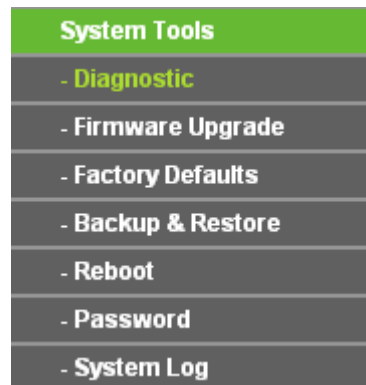 System Tools
- Diagnostic
- Firmware Upgrade
- Factory Defaults
- Backup & Restore
- Reboot
- Password
- System Log